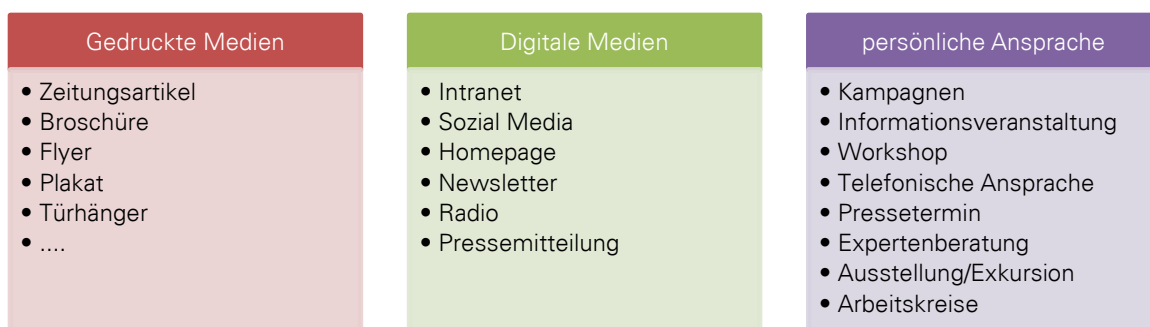 Gedruckte Medien
• Zeitungsartikel
• Broschüre
• Flyer
• Plakat
• Türhänger
• ....
Digitale Medien
• Intranet
• Sozial Media
• Homepage
• Newsletter
• Radio
• Pressemitteilung
persönliche Ansprache
• Kampagnen
• Informationsveranstaltung
• Workshop
• Telefonische Ansprache
• Pressetermin
• Expertenberatung
• Ausstellung/Exkursion
• Arbeitskreise